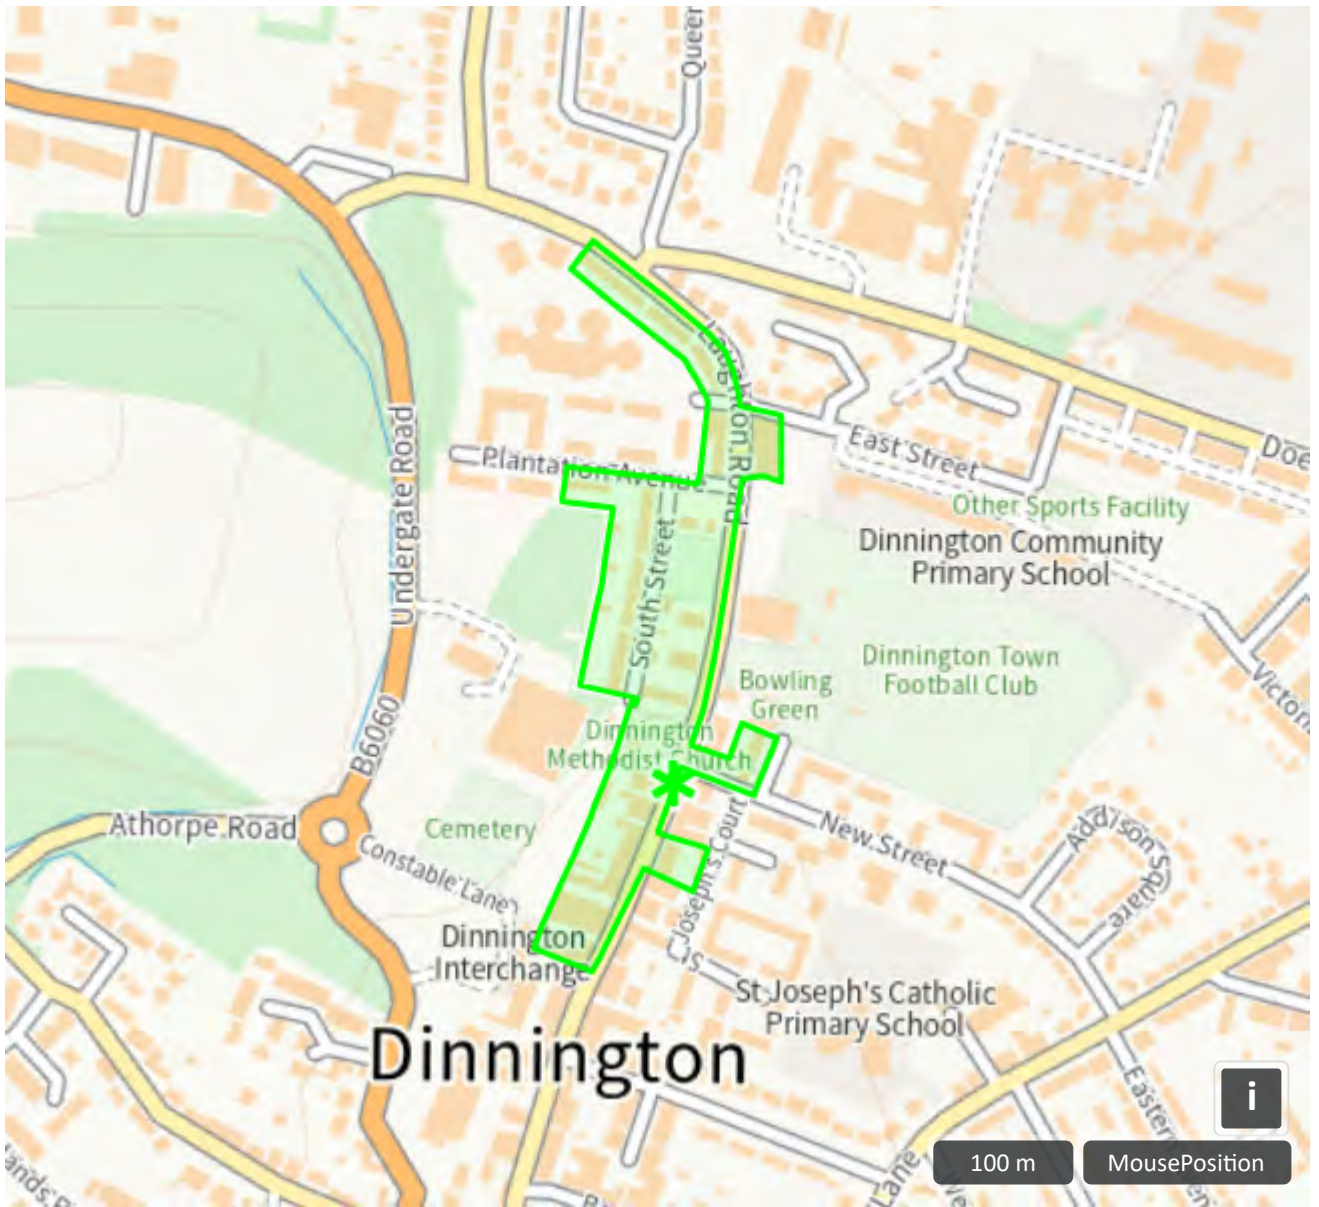 Queen
Laughton Road
East Street
Doe
Plantation Avenue
Undergate Road
Other Sports Facility
Dinnington Community
Primary School
South Street
Dinnington Town
Football Club
Bowling
Green
Victoria
B6060
Dinnington
Methodist Church
Athorpe Road
Cemetery
Constable Lane
New Street
Addison Square
St Joseph's Court
Dinnington
Interchange
St Joseph's Catholic
Primary School
Dinnington
Eastern
Lane
i
100 m
MousePosition